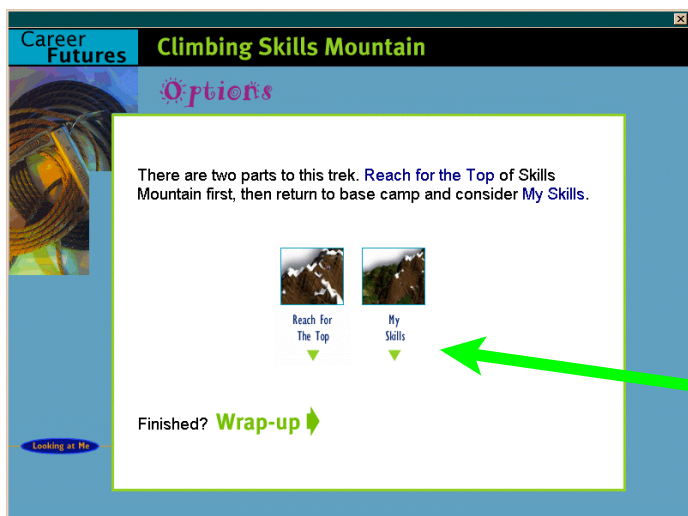 Career
Futures
Climbing Skills Mountain
Options
There are two parts to this trek. Reach for the Top of Skills
Mountain first, then return to base camp and consider My Skills.
Reach For
The Top
My
Skills
Finished? Wrap-up
Looking at Me